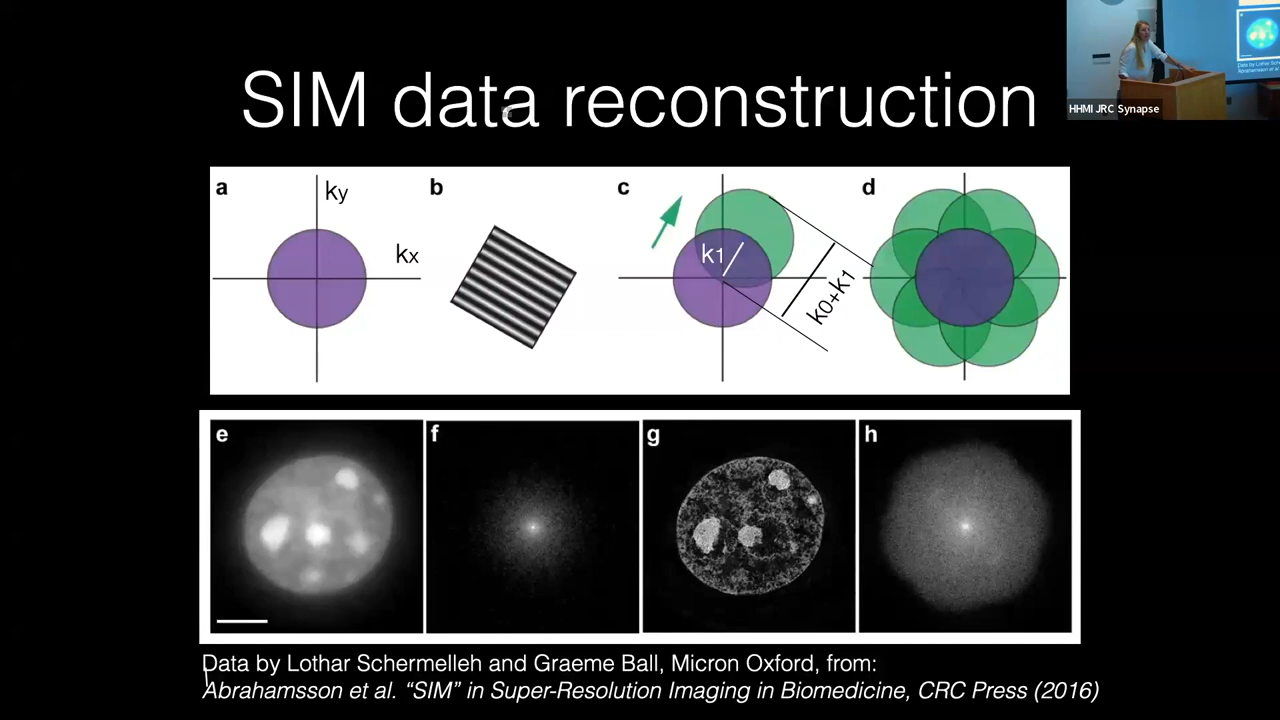 SIM data reconstruction
HHMI JRC Synapse
a
ky
kx
b
c
k1
k0+k1
d
e
f
g
h
Data by Lothar Schermelleh and Graeme Ball, Micron Oxford, from:
Abrahamsson et al. “SIM” in Super-Resolution Imaging in Biomedicine, CRC Press (2016)